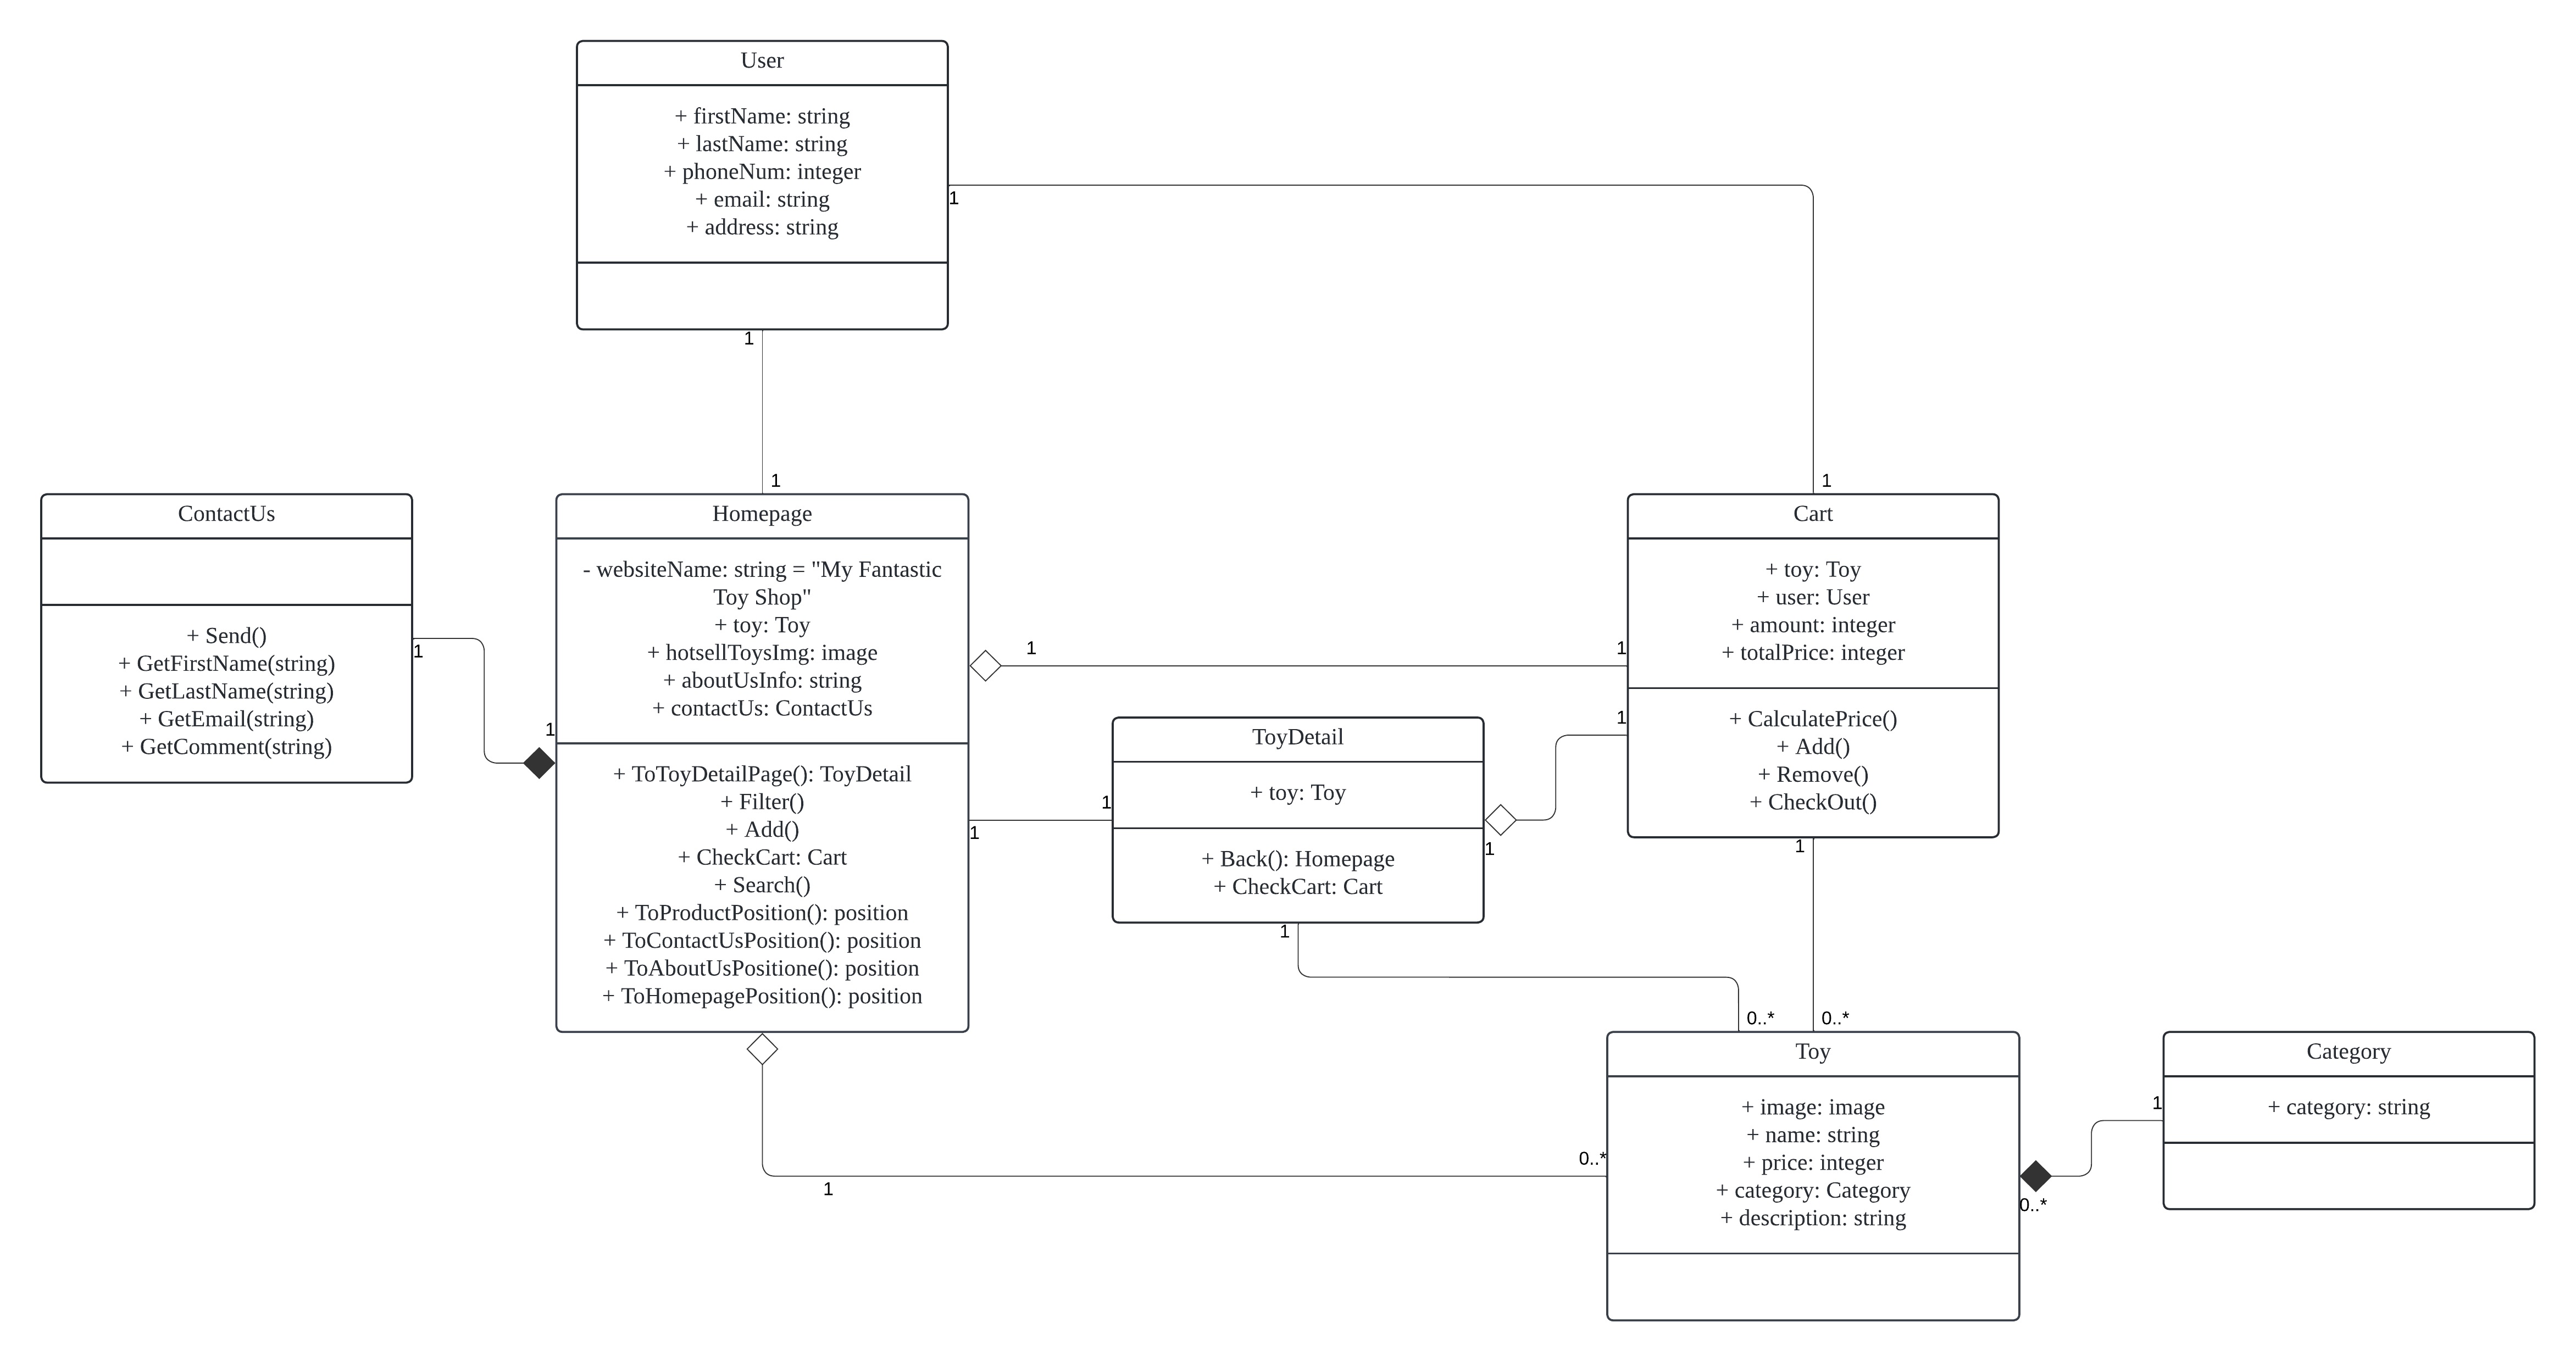 User
+ firstName: string
+ lastName: string
+ phoneNum: integer
+ email: string
+ address: string
1
1
1
1
ContactUs
+ Send()
+ GetFirstName(string)
+ GetLastName(string)
+ GetEmail(string)
+ GetComment(string)
1
1
Homepage
- websiteName: string = "My Fantastic
Toy Shop"
+ toy: Toy
+ hotsellToysImg: image
+ aboutUsInfo: string
+ contactUs: ContactUs
+ ToToyDetailPage(): ToyDetail
+ Filter()
+ Add()
+ CheckCart: Cart
+ Search()
+ ToProductPosition(): position
+ ToContactUsPosition(): position
+ ToAboutUsPositione(): position
+ ToHomepagePosition(): position
1
1
1
1
ToyDetail
+ toy: Toy
+ Back(): Homepage
+ CheckCart: Cart
1
1
Cart
+ toy: Toy
+ user: User
+ amount: integer
+ totalPrice: integer
+ CalculatePrice()
+ Add()
+ Remove()
+ CheckOut()
1
1
0..*
0..*
1
0..*
Toy
+ image: image
+ name: string
+ price: integer
+ category: Category
+ description: string
0..*
1
Category
+ category: string